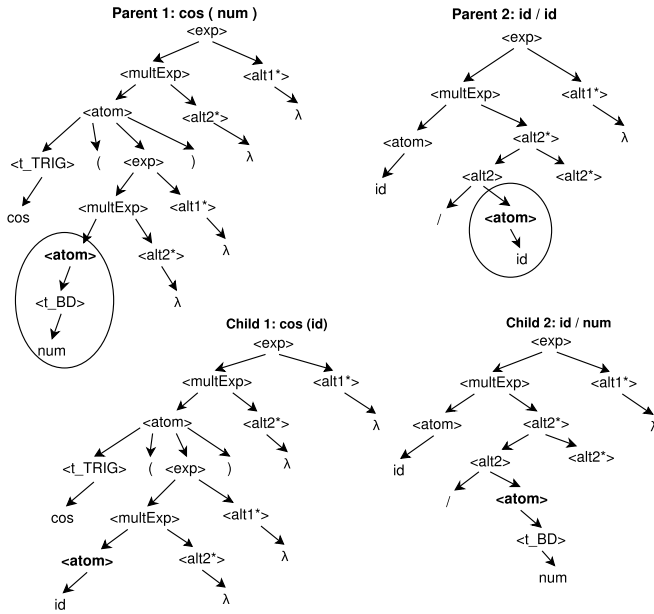 Parent 1: cos ( num )
<exp>
<multExp> <alt1*>
<atom> <alt2*> λ
<t_TRIG> ( <exp> ) λ
cos <multExp> <alt1*>
<atom> <alt2*> λ
<t_BD> λ
num
Parent 2: id / id
<exp>
<multExp> <alt1*>
<atom> <alt2*> λ
id <alt2> <alt2*>
/ <atom>
id
Child 1: cos (id)
<exp>
<multExp> <alt1*>
<atom> <alt2*> λ
<t_TRIG> ( <exp> ) λ
cos <multExp> <alt1*>
<atom> <alt2*> λ
id λ
Child 2: id / num
<exp>
<multExp> <alt1*>
<atom> <alt2*> λ
id <alt2> <alt2*>
/ <atom>
<t_BD>
num